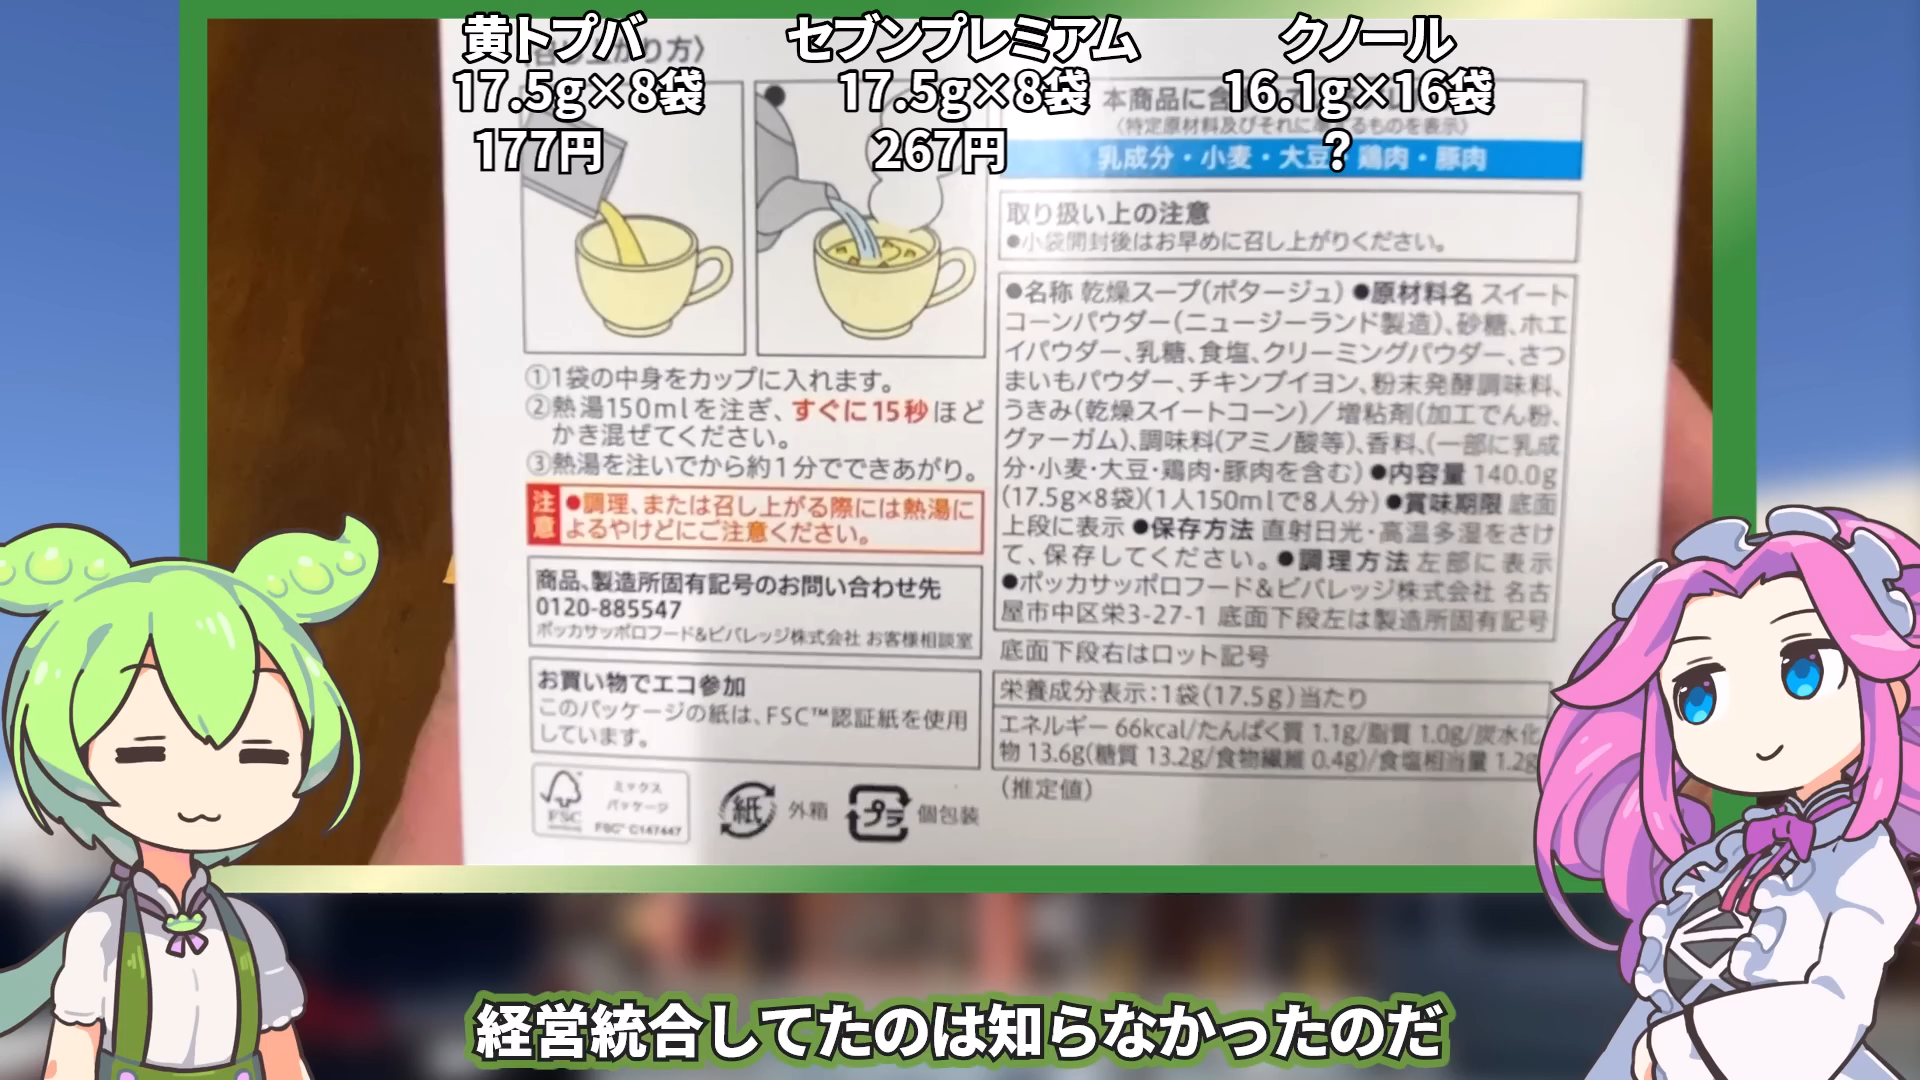 黄トプバ
17.5g×8袋
177円
セブンプレミアム
17.5g×8袋
267円
クノール
16.1g×16袋
?
り方〉
本商品に含
乳成分・小麦・大豆・鶏肉・豚肉
取り扱い上の注意
●小袋開封後はお早めに召し上がりください。
①1袋の中身をカップに入れます。
②熱湯150mlを注ぎ、すぐに15秒ほど
かき混ぜてください。
③熱湯を注いでから約1分でできあがり。
注意
●調理、または召し上がる際には熱湯に
よるやけどにご注意ください。
商品、製造所固有記号のお問い合わせ先
0120-885547
ポッカサッポロフード&ビバレッジ株式会社 お客様相談室
お買い物でエコ参加
このパッケージの紙は、FSC™認証紙を使用
しています。
FSC
ミックス
パッケージ
FSC™ C147447
紙
外箱
プラ
個包装
●名称 乾燥スープ(ポタージュ) ●原材料名 スイート
コーンパウダー(ニュージーランド製造)、砂糖、ホエ
イパウダー、乳糖、食塩、クリーミングパウダー、さつ
まいもパウダー、チキンブイヨン、粉末発酵調味料、
うきみ(乾燥スイートコーン)/増粘剤(加工でん粉、
グァーガム)、調味料(アミノ酸等)、香料、(一部に乳成
分・小麦・大豆・鶏肉・豚肉を含む) ●内容量 140.0g
(17.5g×8袋)(1人150mlで8人分) ●賞味期限 底面
上段に表示 ●保存方法 直射日光・高温多湿をさけ
て、保存してください。 ●調理方法 左部に表示
●ポッカサッポロフード&ビバレッジ株式会社 名古
屋市中区栄3-27-1 底面下段左は製造所固有記号
底面下段右はロット記号
栄養成分表示:1袋(17.5g)当たり
エネルギー 66kcal/たんぱく質 1.1g/脂質 1.0g/炭水化
物 13.6g(糖質 13.2g/食物繊維 0.4g)/食塩相当量 1.2g
(推定値)
経営統合してたのは知らなかったのだ